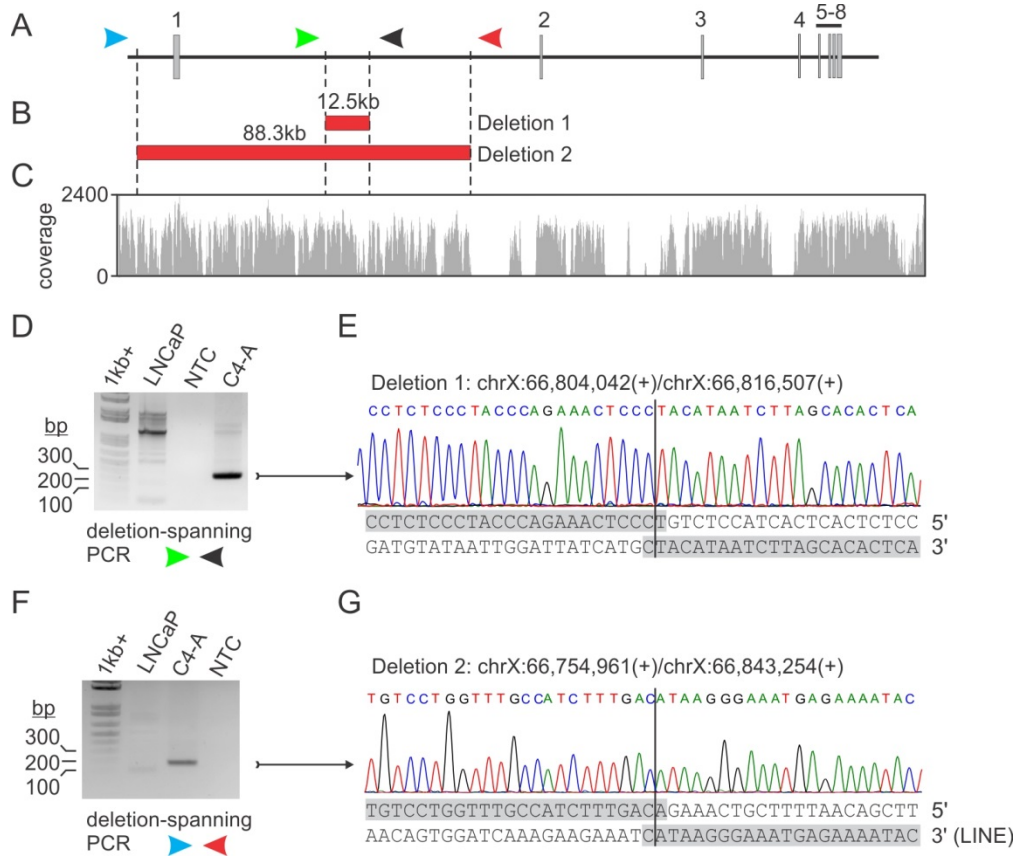 A
1
2
3
4
5-8
B
12.5kb
Deletion 1
88.3kb
Deletion 2
C
2400
coverage
0
D
1kb+
LNCaP
NTC
C4-A
bp
300
200
100
deletion-spanning
PCR
E
Deletion 1: chrX:66,804,042(+)/chrX:66,816,507(+)
CCTCTCCCTACCCAGAAACTCCCTACATAATCTTAGCACACTCA
CCTCTCCCTACCCAGAAACTCCCTGTCTCCATCACTCACTCTCC 5'
GATGTATAATTGGATTATCATGCTACATAATCTTAGCACACTCA 3'
F
1kb+
LNCaP
C4-A
NTC
bp
300
200
100
deletion-spanning
PCR
G
Deletion 2: chrX:66,754,961(+)/chrX:66,843,254(+)
TGTCCTGGTTTGCCATCTTTGACATAAGGGAAATGAGAAAATAC
TGTCCTGGTTTGCCATCTTTGACAGAAACTGCTTTTAACAGCTT 5'
AACAGTGGATCAAAGAAGAAATCATAAGGGAAATGAGAAAATAC 3' (LINE)